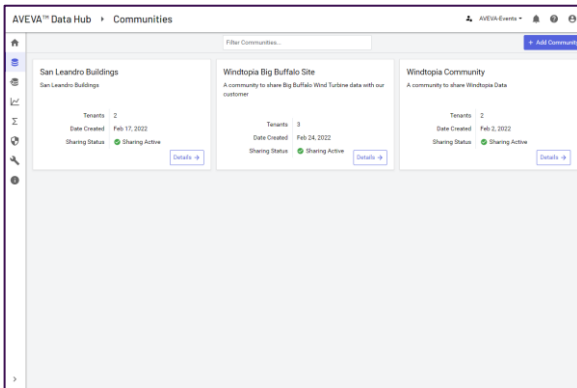 AVEVA™ Data Hub > Communities
AVEVA-Events
Filter Communities...
+ Add Community
San Leandro Buildings
San Leandro Buildings
Tenants 2
Date Created Feb 17, 2022
Sharing Status Sharing Active
Details →
Windtopia Big Buffalo Site
A community to share Big Buffalo Wind Turbine data with our
customer
Tenants 3
Date Created Feb 24, 2022
Sharing Status Sharing Active
Details →
Windtopia Community
A community to share Windtopia Data
Tenants 2
Date Created Feb 2, 2022
Sharing Status Sharing Active
Details →